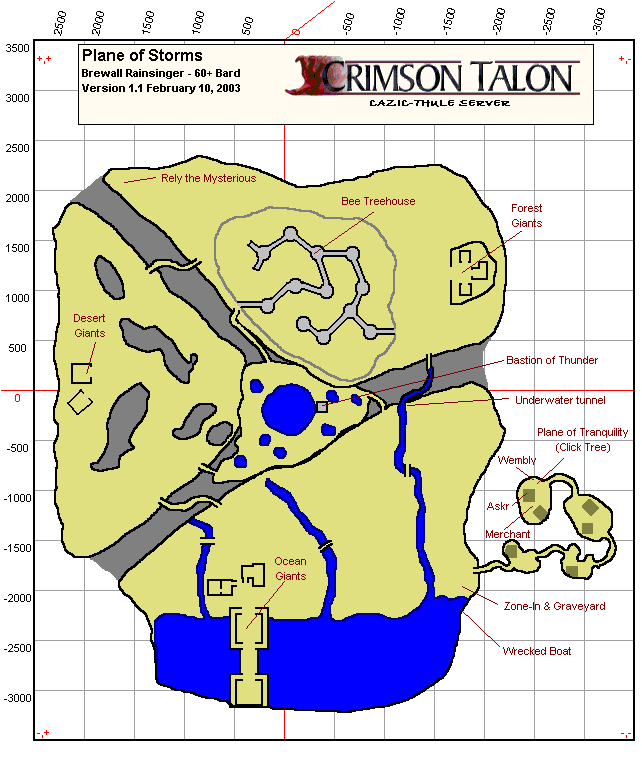 2500 2000 1500 1000 500 0 -500 -1000 -1500 -2000 -2500 -3000
3500
3000
2500
2000
1500
1000
500
0
-500
-1000
-1500
-2000
-2500
-3000
Plane of Storms
Brewall Rainsinger - 60+ Bard
Version 1.1 February 10, 2003
CRIMSON TALON
CAZIC-THULE SERVER
Rely the Mysterious
Bee Treehouse
Forest
Giants
Desert
Giants
Bastion of Thunder
Underwater tunnel
Plane of Tranquility
(Click Tree)
Wembly
Askr
Merchant
Ocean
Giants
Zone-In & Graveyard
Wrecked Boat